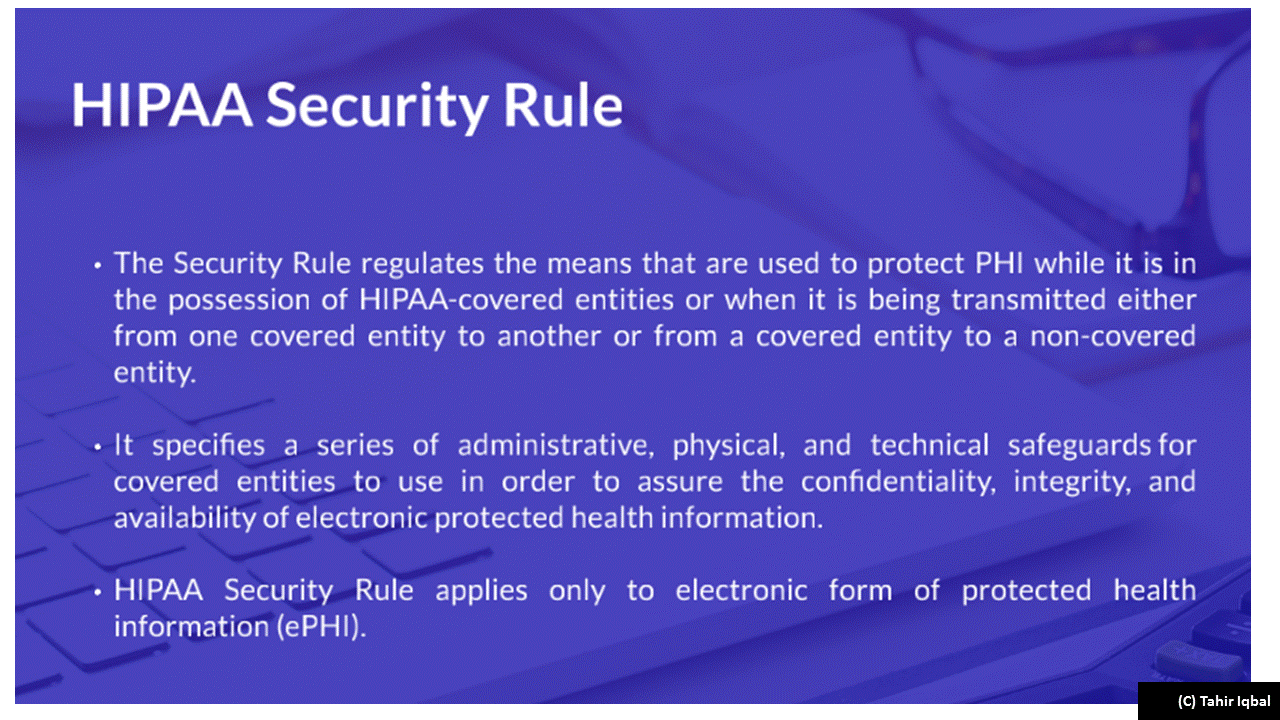 HIPAA Security Rule
• The Security Rule regulates the means that are used to protect PHI while it is in
the possession of HIPAA-covered entities or when it is being transmitted either
from one covered entity to another or from a covered entity to a non-covered
entity.
• It specifies a series of administrative, physical, and technical safeguards for
covered entities to use in order to assure the confidentiality, integrity, and
availability of electronic protected health information.
• HIPAA Security Rule applies only to electronic form of protected health
information (ePHI).
(C) Tahir Iqbal